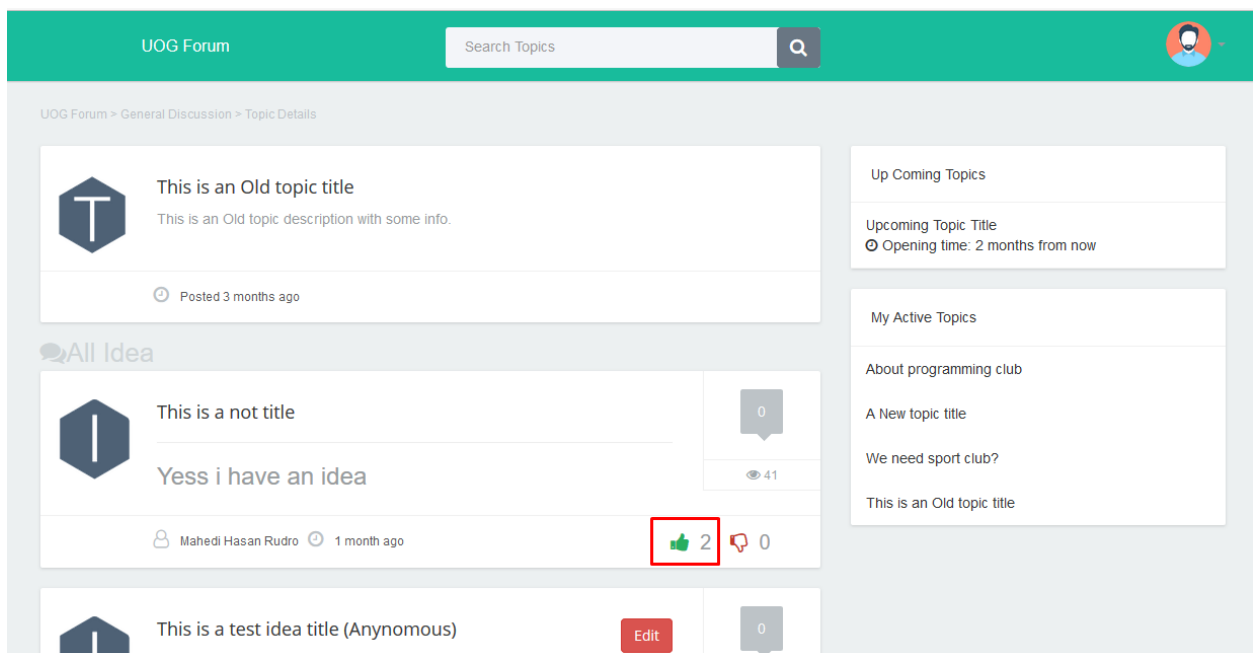 UOG Forum
Search Topics
UOG Forum > General Discussion > Topic Details
T
This is an Old topic title
This is an Old topic description with some info.
Posted 3 months ago
All Idea
I
This is a not title
Yess i have an idea
0
41
Mahedi Hasan Rudro 1 month ago
2 0
This is a test idea title (Anynomous)
Edit
0
Up Coming Topics
Upcoming Topic Title
Opening time: 2 months from now
My Active Topics
About programming club
A New topic title
We need sport club?
This is an Old topic title